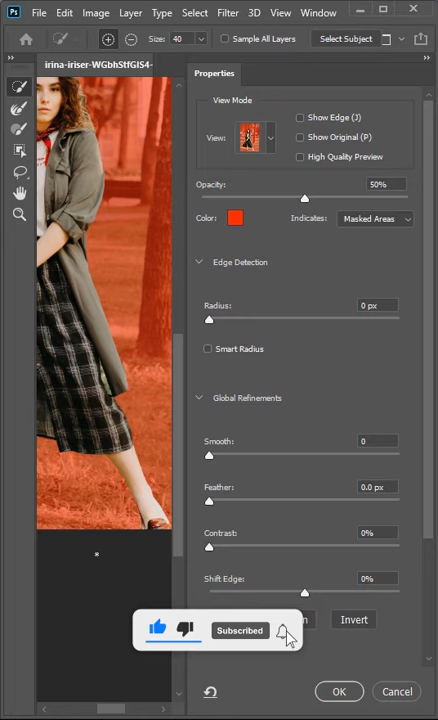 Ps File Edit Image Layer Type Select Filter 3D View Window
Size: 40 Sample All Layers Select Subject
irina-iriser-WGbhStfGIS4-
Properties
View Mode
View:
Show Edge (J)
Show Original (P)
High Quality Preview
Opacity: 50%
Color: Indicates: Masked Areas
Edge Detection
Radius: 0 px
Smart Radius
Global Refinements
Smooth: 0
Feather: 0.0 px
Contrast: 0%
Shift Edge: 0%
Subscribed
Invert
OK Cancel